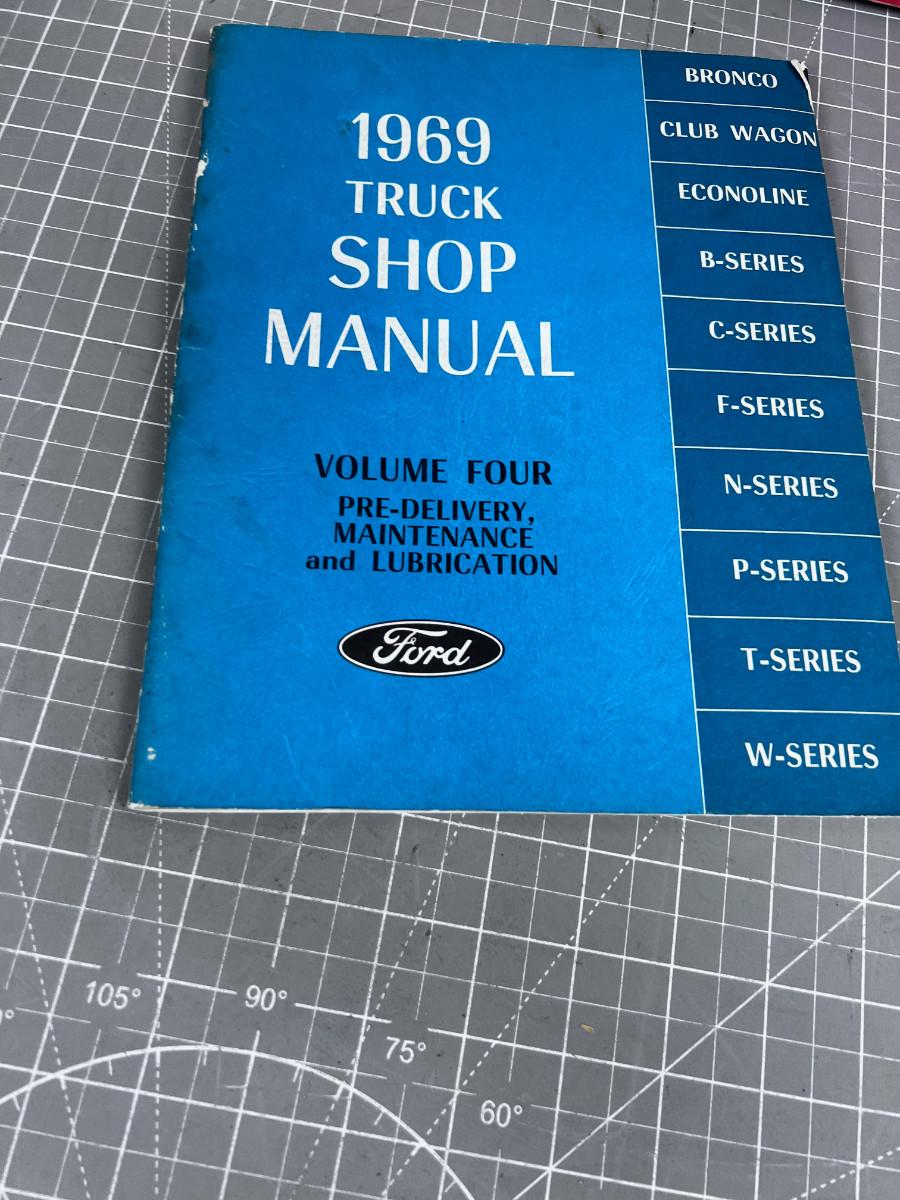 1969
TRUCK
SHOP
MANUAL
VOLUME FOUR
PRE-DELIVERY,
MAINTENANCE
and LUBRICATION
Ford
BRONCO
CLUB WAGON
ECONOLINE
B-SERIES
C-SERIES
F-SERIES
N-SERIES
P-SERIES
T-SERIES
W-SERIES
105°
90°
75°
60°